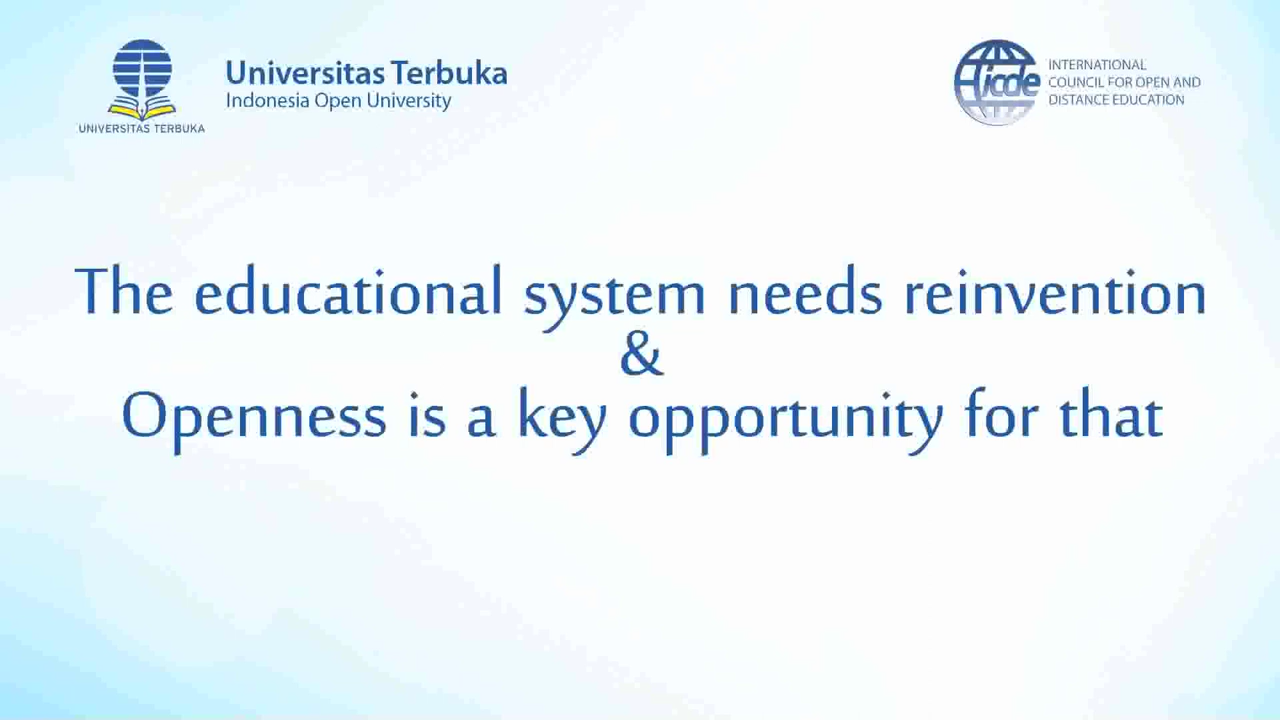 Universitas Terbuka
Indonesia Open University
UNIVERSITAS TERBUKA
icde
INTERNATIONAL
COUNCIL FOR OPEN AND
DISTANCE EDUCATION
The educational system needs reinvention
&
Openness is a key opportunity for that